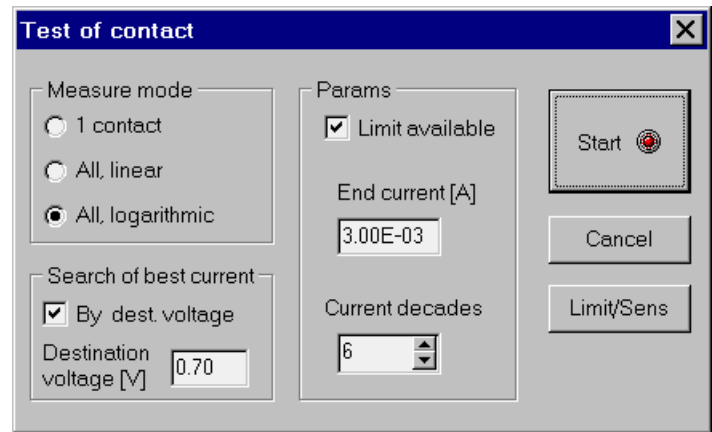 Test of contact
Measure mode
1 contact
All, linear
All, logarithmic
Search of best current
By dest. voltage
Destination
voltage [V]
0.70
Params
Limit available
End current [A]
3.00E-03
Current decades
6
Start
Cancel
Limit/Sens